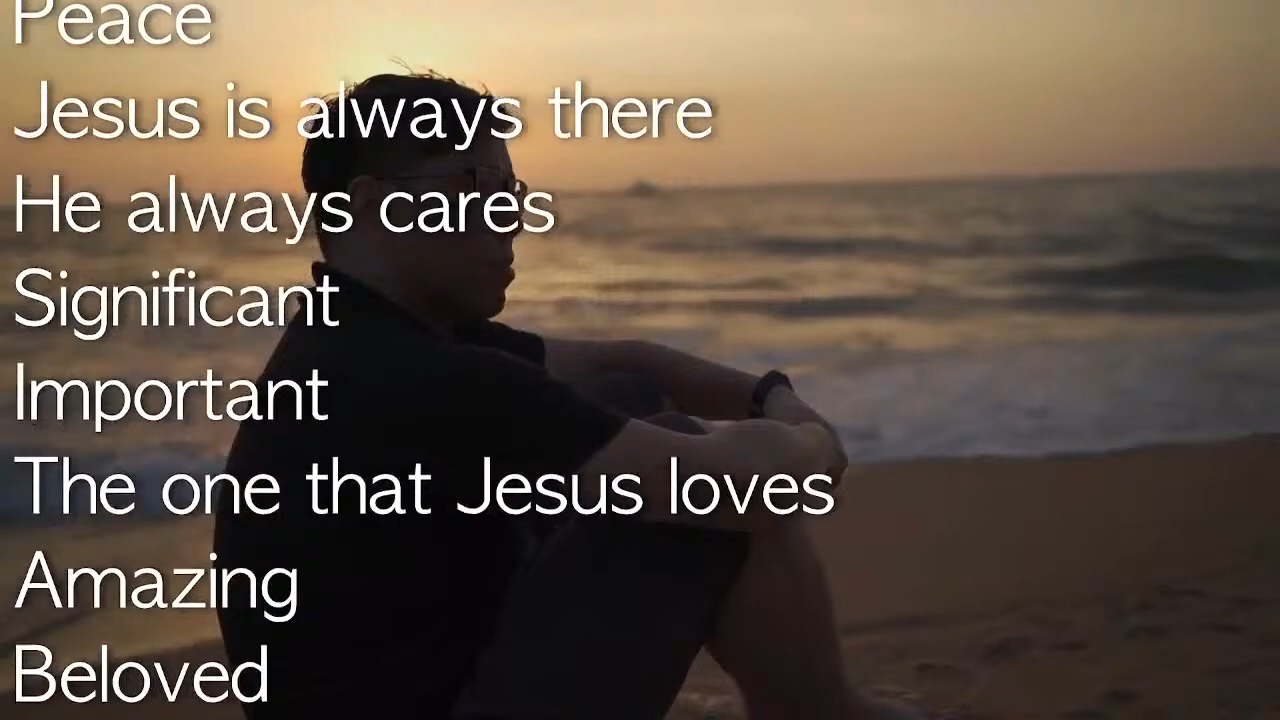 Peace
Jesus is always there
He always cares
Significant
Important
The one that Jesus loves
Amazing
Beloved